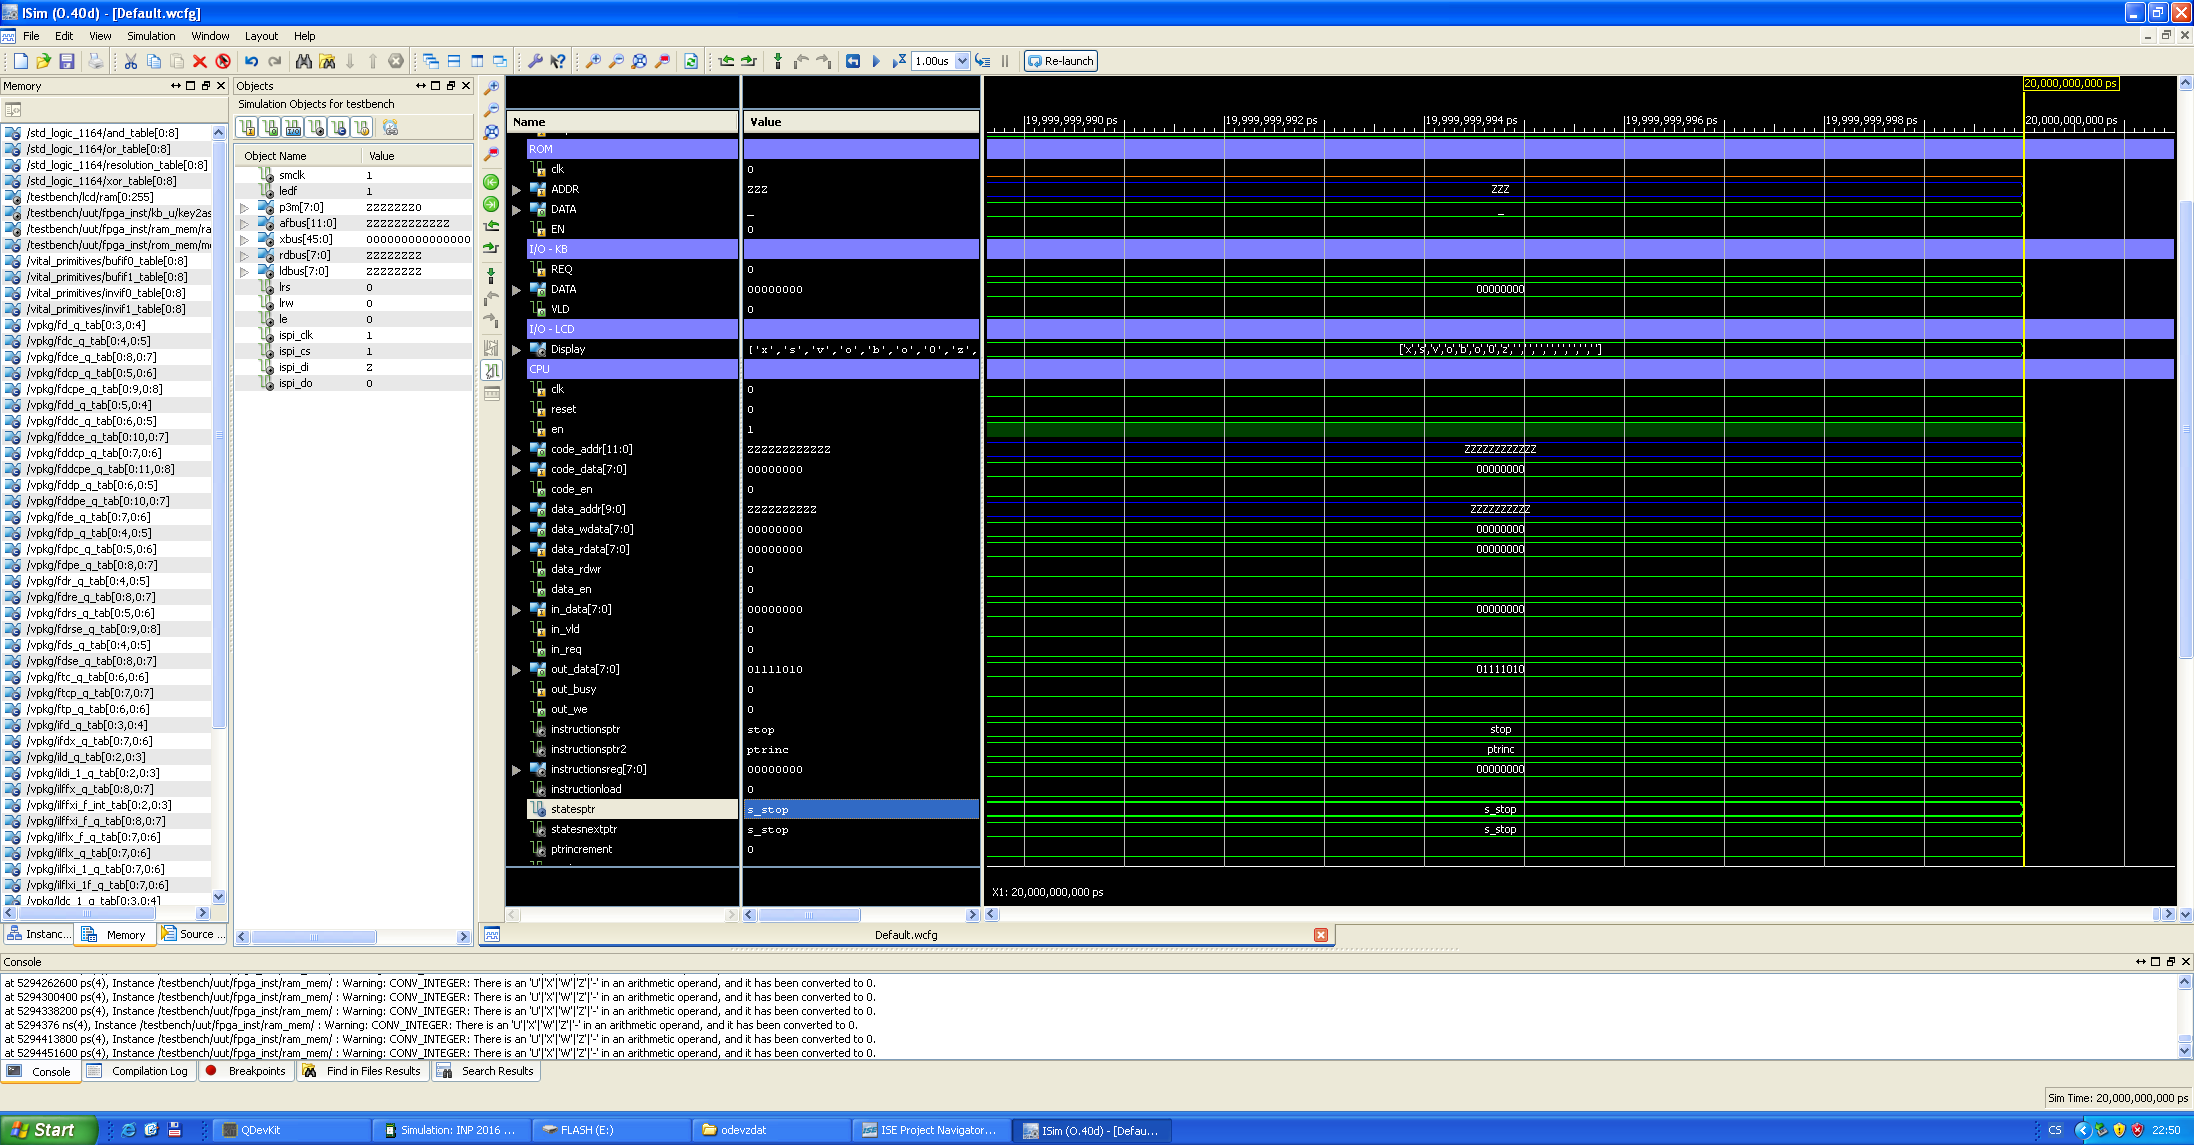 ISim (O.40d) - [Default.wcfg]
File Edit View Simulation Window Layout Help
1.00us Re-launch
Memory
/std_logic_1164/and_table[0:8]
/std_logic_1164/or_table[0:8]
/std_logic_1164/resolution_table[0:8]
/std_logic_1164/xor_table[0:8]
/testbench/lcd/ram[0:255]
/testbench/uut/fpga_inst/kb_u/key2as
/testbench/uut/fpga_inst/ram_mem/ra
/testbench/uut/fpga_inst/rom_mem/me
/vital_primitives/bufif0_table[0:8]
/vital_primitives/bufif1_table[0:8]
/vital_primitives/invif0_table[0:8]
/vital_primitives/invif1_table[0:8]
/vpkg/fd_q_tab[0:3,0:4]
/vpkg/fdc_q_tab[0:4,0:5]
/vpkg/fdce_q_tab[0:8,0:7]
/vpkg/fdcp_q_tab[0:5,0:6]
/vpkg/fdcpe_q_tab[0:9,0:8]
/vpkg/fdd_q_tab[0:5,0:4]
/vpkg/fddc_q_tab[0:6,0:5]
/vpkg/fddce_q_tab[0:10,0:7]
/vpkg/fddcp_q_tab[0:7,0:6]
/vpkg/fddcpe_q_tab[0:11,0:8]
/vpkg/fddp_q_tab[0:6,0:5]
/vpkg/fddpe_q_tab[0:10,0:7]
/vpkg/fde_q_tab[0:7,0:6]
/vpkg/fdp_q_tab[0:4,0:5]
/vpkg/fdpc_q_tab[0:5,0:6]
/vpkg/fdpe_q_tab[0:8,0:7]
/vpkg/fdr_q_tab[0:4,0:5]
/vpkg/fdre_q_tab[0:8,0:7]
/vpkg/fdrs_q_tab[0:5,0:6]
/vpkg/fdrse_q_tab[0:9,0:8]
/vpkg/fds_q_tab[0:4,0:5]
/vpkg/fdse_q_tab[0:8,0:7]
/vpkg/ftc_q_tab[0:6,0:6]
/vpkg/ftcp_q_tab[0:7,0:7]
/vpkg/ftp_q_tab[0:6,0:6]
/vpkg/ifd_q_tab[0:3,0:4]
/vpkg/ifdx_q_tab[0:7,0:6]
/vpkg/ild_q_tab[0:2,0:3]
/vpkg/ildi_1_q_tab[0:2,0:3]
/vpkg/ilffx_q_tab[0:8,0:7]
/vpkg/ilffxi_f_int_tab[0:2,0:3]
/vpkg/ilffxi_f_q_tab[0:8,0:7]
/vpkg/ilflx_f_q_tab[0:7,0:6]
/vpkg/ilflx_q_tab[0:7,0:6]
/vpkg/ilflxi_1_q_tab[0:7,0:6]
/vpkg/ilflxi_1f_q_tab[0:7,0:6]
/vpkg/ldc_1_q_tab[0:3,0:4]
Instanc... Memory Source ...
Objects
Simulation Objects for testbench
Object Name Value
smclk 1
ledf 1
p3m[7:0] ZZZZZZZ0
afbus[11:0] ZZZZZZZZZZZZ
xbus[45:0] 0000000000000000
rdbus[7:0] ZZZZZZZZ
ldbus[7:0] ZZZZZZZZ
lrs 0
lrw 0
le 0
ispi_clk 1
ispi_cs 1
ispi_di Z
ispi_do 0
20,000,000,000 ps
Name Value
19,999,999,990 ps 19,999,999,992 ps 19,999,999,994 ps 19,999,999,996 ps 19,999,999,998 ps 20,000,000,000 ps
ROM
clk 0
ADDR ZZZ ZZZ
DATA _ _
EN 0
I/O - KB
REQ 0
DATA 00000000 00000000
VLD 0
I/O - LCD
Display ['x','s','v','o','b','o','0','z', ['x,'s,'v,'o,'b,'o,'0,'z,'','','','','','','','']
CPU
clk 0
reset 0
en 1
code_addr[11:0] ZZZZZZZZZZZZ ZZZZZZZZZZZZ
code_data[7:0] 00000000 00000000
code_en 0
data_addr[9:0] ZZZZZZZZZZ ZZZZZZZZZZ
data_wdata[7:0] 00000000 00000000
data_rdata[7:0] 00000000 00000000
data_rdwr 0
data_en 0
in_data[7:0] 00000000 00000000
in_vld 0
in_req 0
out_data[7:0] 01111010 01111010
out_busy 0
out_we 0
instructionsptr stop stop
instructionsptr2 ptrinc ptrinc
instructionsreg[7:0] 00000000 00000000
instructionload 0
statesptr s_stop s_stop
statesnextptr s_stop s_stop
ptrincrement 0
X1: 20,000,000,000 ps
Default.wcfg
Console
at 5294262600 ps(4), Instance /testbench/uut/fpga_inst/ram_mem/ : Warning: CONV_INTEGER: There is an 'U'|'X'|'W'|'Z'|'-' in an arithmetic operand, and it has been converted to 0.
at 5294300400 ps(4), Instance /testbench/uut/fpga_inst/ram_mem/ : Warning: CONV_INTEGER: There is an 'U'|'X'|'W'|'Z'|'-' in an arithmetic operand, and it has been converted to 0.
at 5294338200 ps(4), Instance /testbench/uut/fpga_inst/ram_mem/ : Warning: CONV_INTEGER: There is an 'U'|'X'|'W'|'Z'|'-' in an arithmetic operand, and it has been converted to 0.
at 5294376 ns(4), Instance /testbench/uut/fpga_inst/ram_mem/ : Warning: CONV_INTEGER: There is an 'U'|'X'|'W'|'Z'|'-' in an arithmetic operand, and it has been converted to 0.
at 5294413800 ps(4), Instance /testbench/uut/fpga_inst/ram_mem/ : Warning: CONV_INTEGER: There is an 'U'|'X'|'W'|'Z'|'-' in an arithmetic operand, and it has been converted to 0.
at 5294451600 ps(4), Instance /testbench/uut/fpga_inst/ram_mem/ : Warning: CONV_INTEGER: There is an 'U'|'X'|'W'|'Z'|'-' in an arithmetic operand, and it has been converted to 0.
Console Compilation Log Breakpoints Find in Files Results Search Results
Sim Time: 20,000,000,000 ps
Start QDevKit Simulation: INP 2016 ... FLASH (E:) odevzdat ISE Project Navigator... ISim (O.40d) - [Defau... CS 22:50